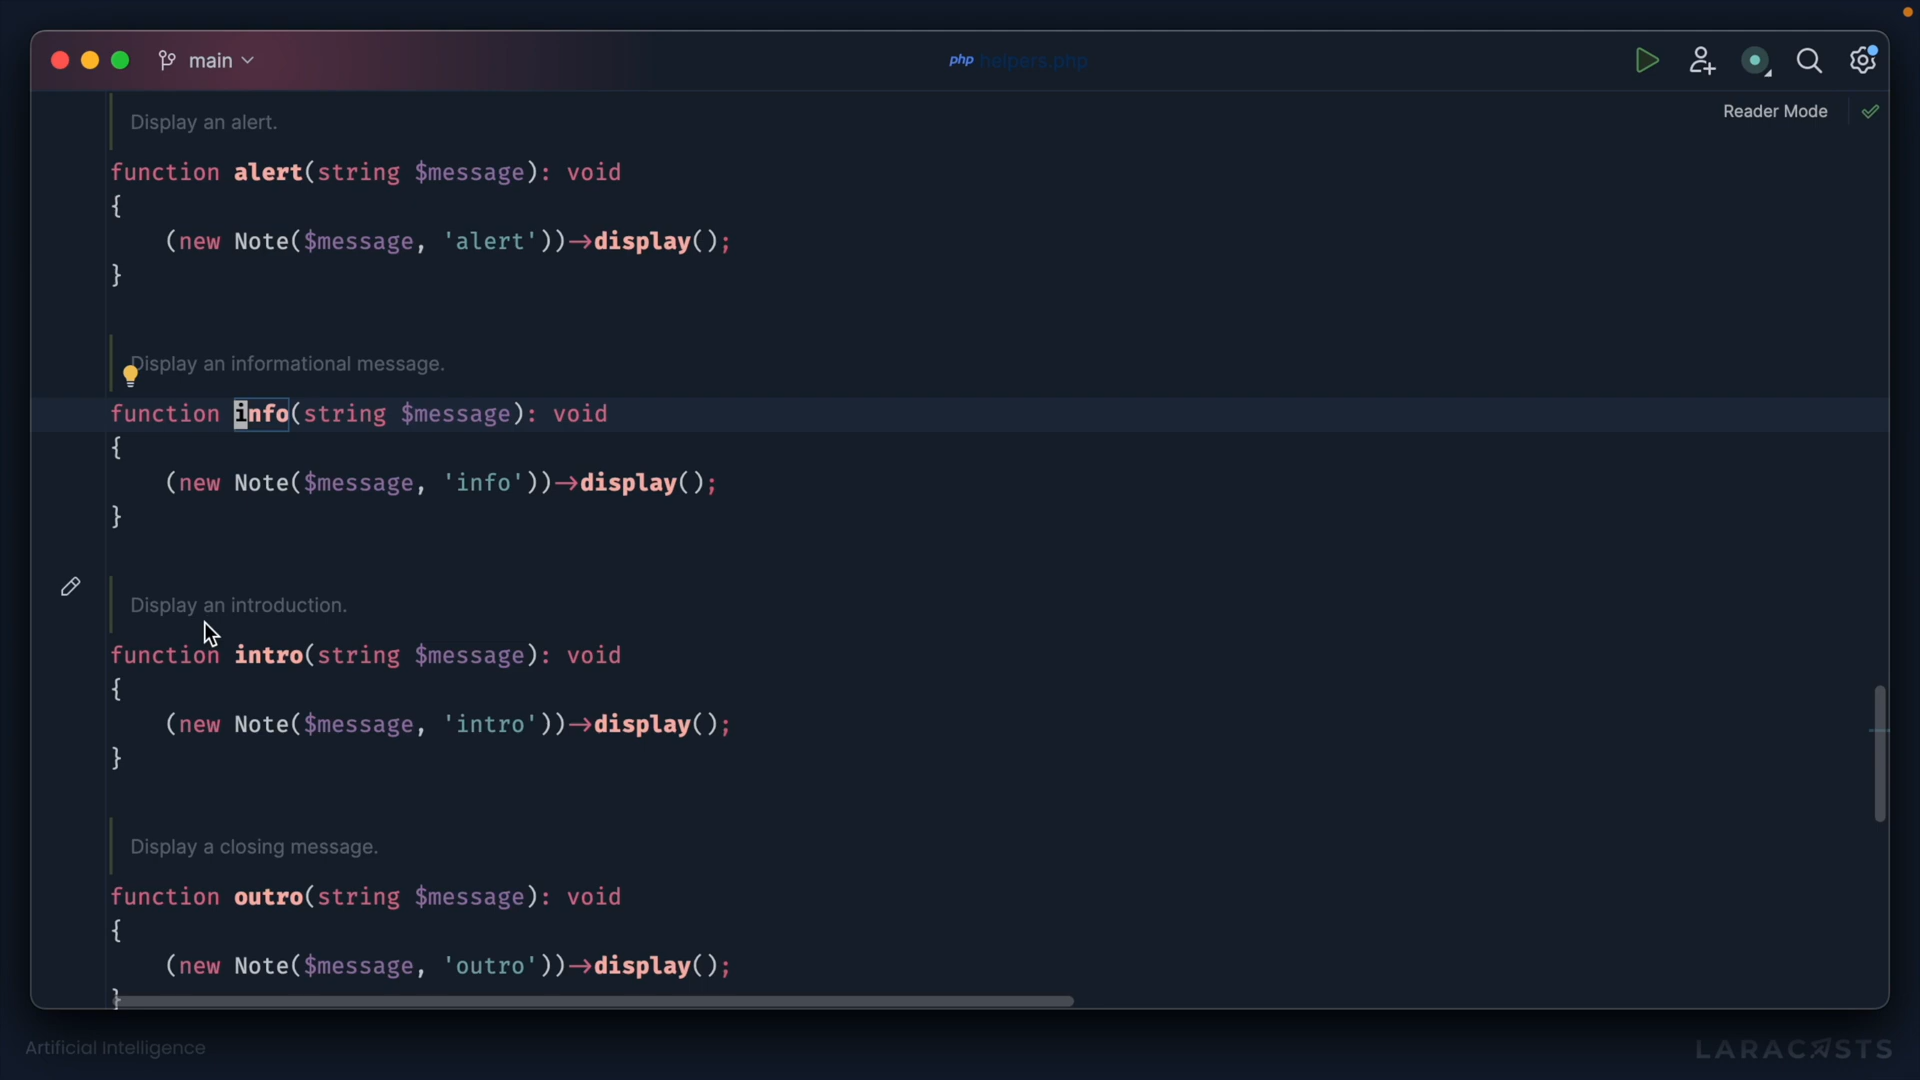 main
php helpers.php
Reader Mode
Display an alert.
function alert(string $message): void
{
(new Note($message, 'alert'))→display();
}
Display an informational message.
function info(string $message): void
{
(new Note($message, 'info'))→display();
}
Display an introduction.
function intro(string $message): void
{
(new Note($message, 'intro'))→display();
}
Display a closing message.
function outro(string $message): void
{
(new Note($message, 'outro'))→display();
}
Artificial Intelligence
LARACASTS